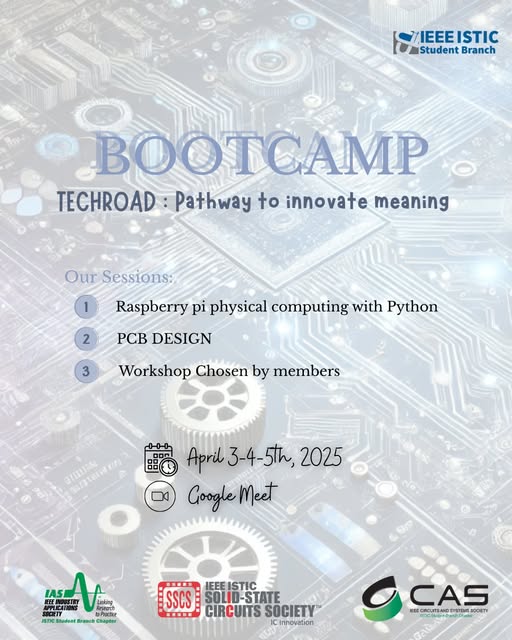 IEEE ISTIC
Student Branch
BOOTCAMP
TECHROAD : Pathway to innovate meaning
Our Sessions:
1 Raspberry pi physical computing with Python
2 PCB DESIGN
3 Workshop Chosen by members
April 3-4-5th, 2025
Google Meet
IAS
IEEE INDUSTRY
APPLICATIONS
SOCIETY
Linking
Research
to Practice
ISTIC Student Branch Chapter
SSCS
IEEE ISTIC
SOLID-STATE
CIRCUITS SOCIETY™
IC Innovation
CAS
IEEE CIRCUITS AND SYSTEMS SOCIETY